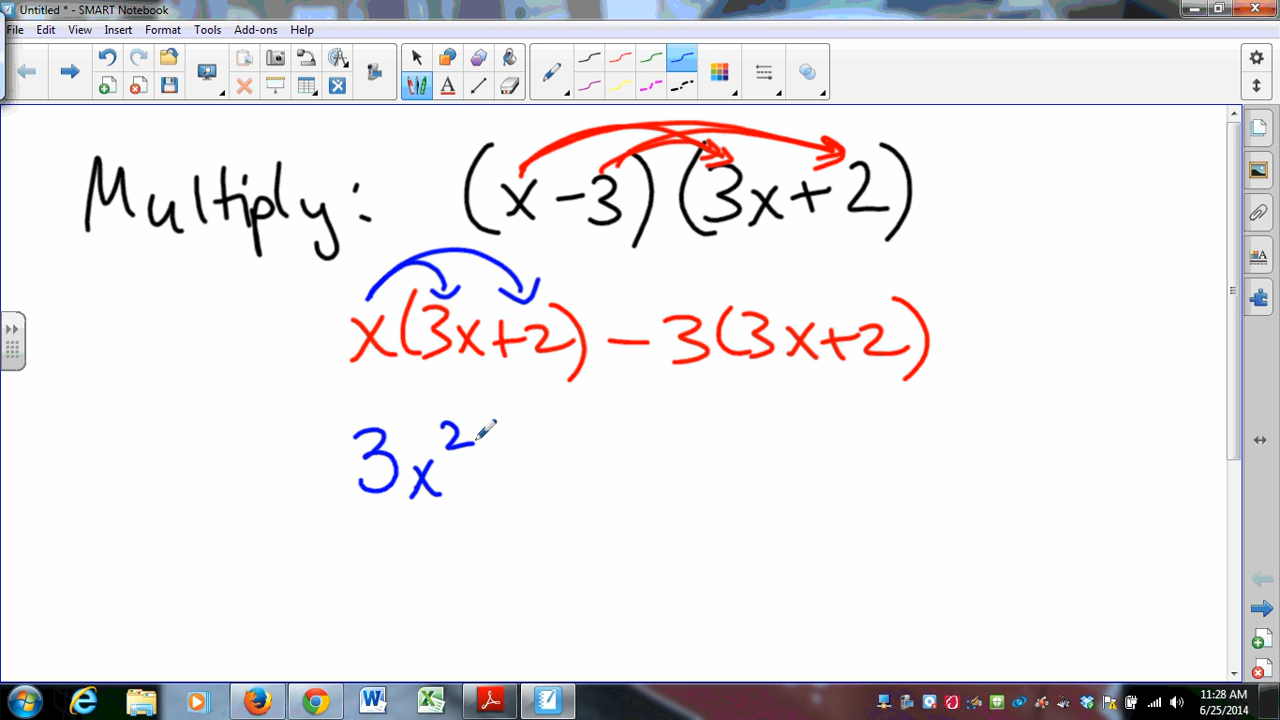 Untitled * - SMART Notebook
File Edit View Insert Format Tools Add-ons Help
Multiply: (x - 3) (3x + 2)
x(3x + 2) - 3(3x + 2)
3x²
11:28 AM
6/25/2014